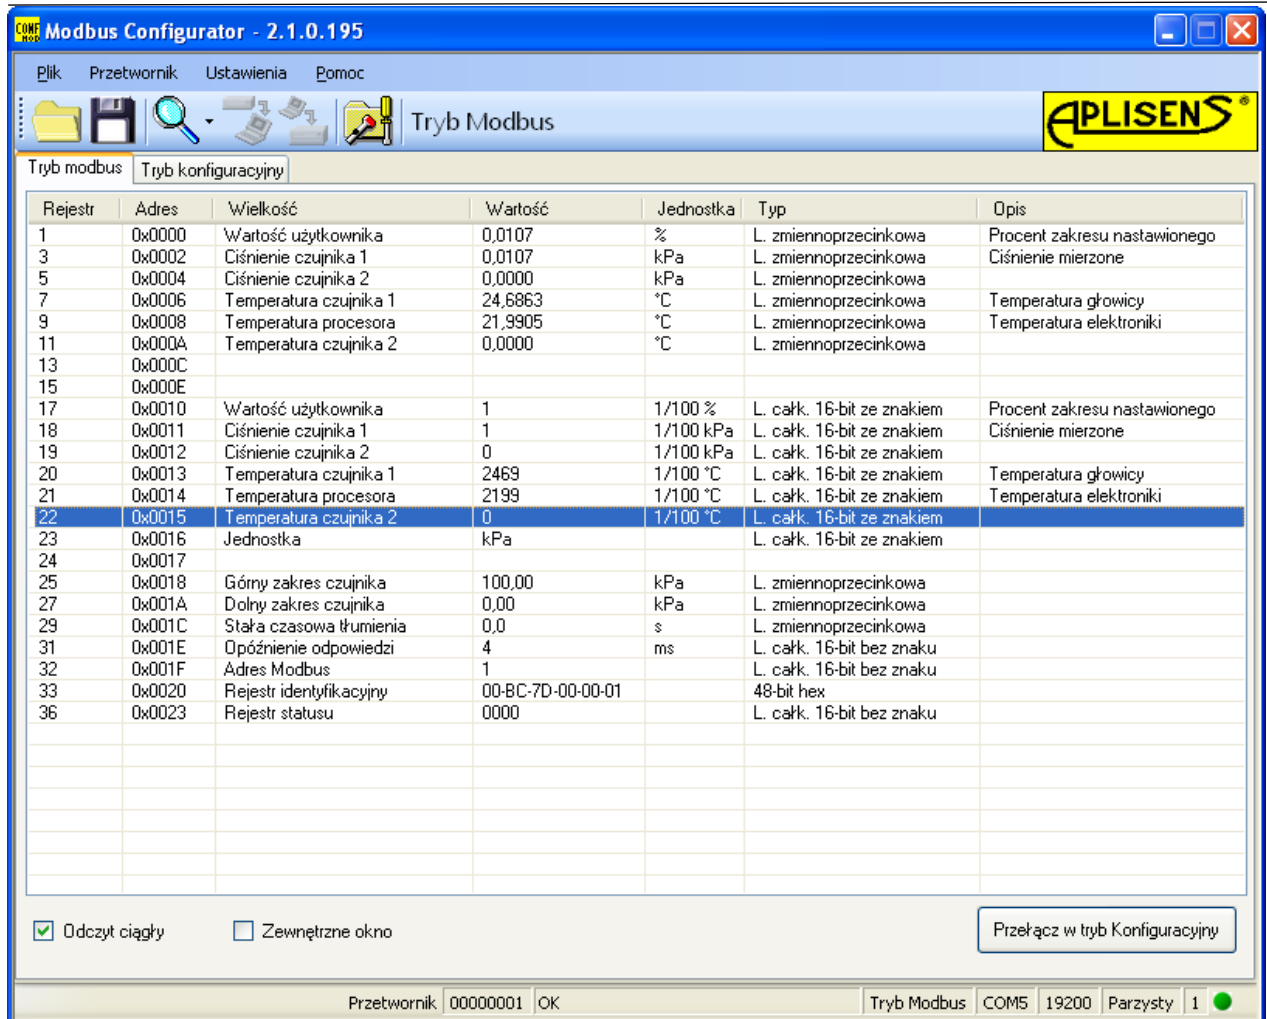 CONF MOD Modbus Configurator - 2.1.0.195
Plik Przetwornik Ustawienia Pomoc
Tryb Modbus APLISENS ®
Tryb modbus Tryb konfiguracyjny
Rejestr Adres Wielkość Wartość Jednostka Typ Opis
1 0x0000 Wartość użytkownika 0,0107 % L. zmiennoprzecinkowa Procent zakresu nastawionego
3 0x0002 Ciśnienie czujnika 1 0,0107 kPa L. zmiennoprzecinkowa Ciśnienie mierzone
5 0x0004 Ciśnienie czujnika 2 0,0000 kPa L. zmiennoprzecinkowa
7 0x0006 Temperatura czujnika 1 24,6863 °C L. zmiennoprzecinkowa Temperatura głowicy
9 0x0008 Temperatura procesora 21,9905 °C L. zmiennoprzecinkowa Temperatura elektroniki
11 0x000A Temperatura czujnika 2 0,0000 °C L. zmiennoprzecinkowa
13 0x000C
15 0x000E
17 0x0010 Wartość użytkownika 1 1/100 % L. całk. 16-bit ze znakiem Procent zakresu nastawionego
18 0x0011 Ciśnienie czujnika 1 1 1/100 kPa L. całk. 16-bit ze znakiem Ciśnienie mierzone
19 0x0012 Ciśnienie czujnika 2 0 1/100 kPa L. całk. 16-bit ze znakiem
20 0x0013 Temperatura czujnika 1 2469 1/100 °C L. całk. 16-bit ze znakiem Temperatura głowicy
21 0x0014 Temperatura procesora 2199 1/100 °C L. całk. 16-bit ze znakiem Temperatura elektroniki
22 0x0015 Temperatura czujnika 2 0 1/100 °C L. całk. 16-bit ze znakiem
23 0x0016 Jednostka kPa L. całk. 16-bit ze znakiem
24 0x0017
25 0x0018 Górny zakres czujnika 100,00 kPa L. zmiennoprzecinkowa
27 0x001A Dolny zakres czujnika 0,00 kPa L. zmiennoprzecinkowa
29 0x001C Stała czasowa tłumienia 0,0 s L. zmiennoprzecinkowa
31 0x001E Opóźnienie odpowiedzi 4 ms L. całk. 16-bit bez znaku
32 0x001F Adres Modbus 1 L. całk. 16-bit bez znaku
33 0x0020 Rejestr identyfikacyjny 00-BC-7D-00-00-01 48-bit hex
36 0x0023 Rejestr statusu 0000 L. całk. 16-bit bez znaku
Odczyt ciągły Zewnętrzne okno Przełącz w tryb Konfiguracyjny
Przetwornik 00000001 OK Tryb Modbus COM5 19200 Parzysty 1